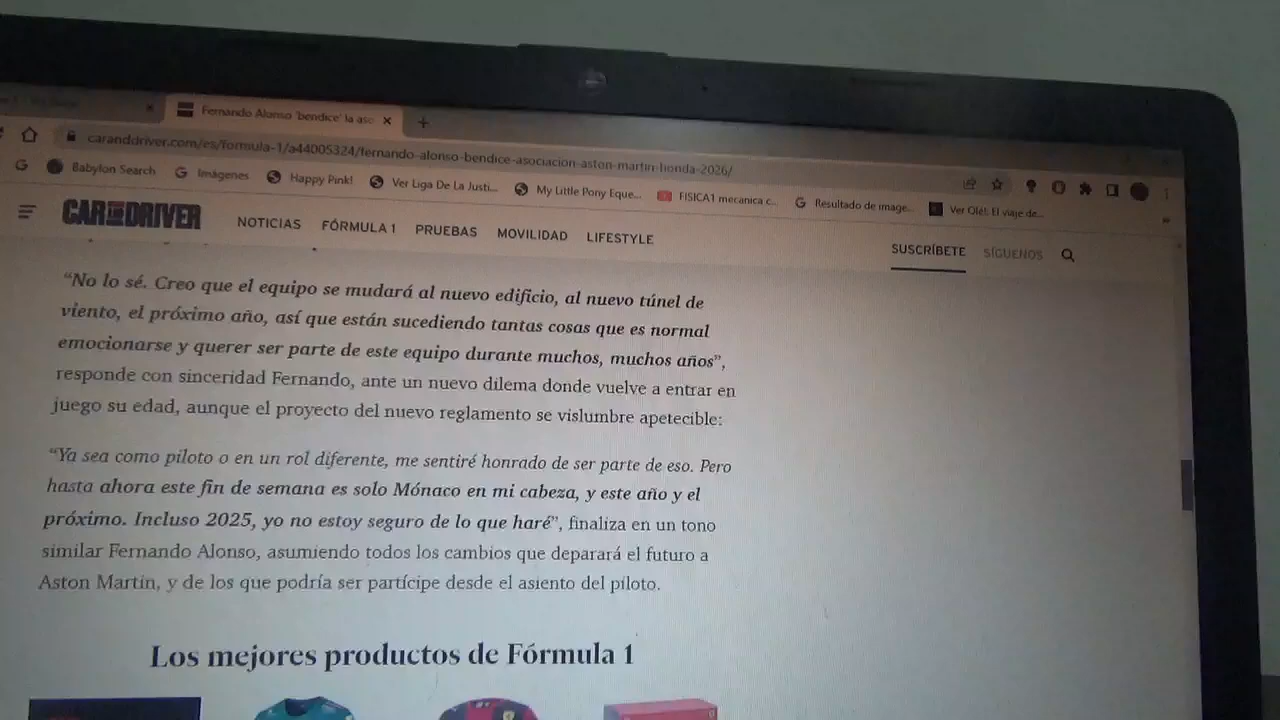 Fernando Alonso 'bendice' la aso
caranddriver.com/es/formula-1/a44005324/fernando-alonso-bendice-asociacion-aston-martin-honda-2026/
Babylon Search Imágenes Happy Pink! Ver Liga De La Justi... My Little Pony Eque... FISICA1 mecanica c... Resultado de image... Ver Olé!: El viaje de...
CAR AND DRIVER NOTICIAS FÓRMULA 1 PRUEBAS MOVILIDAD LIFESTYLE SUSCRÍBETE SÍGUENOS
“No lo sé. Creo que el equipo se mudará al nuevo edificio, al nuevo túnel de
viento, el próximo año, así que están sucediendo tantas cosas que es normal
emocionarse y querer ser parte de este equipo durante muchos, muchos años”,
responde con sinceridad Fernando, ante un nuevo dilema donde vuelve a entrar en
juego su edad, aunque el proyecto del nuevo reglamento se vislumbre apetecible:
“Ya sea como piloto o en un rol diferente, me sentiré honrado de ser parte de eso. Pero
hasta ahora este fin de semana es solo Mónaco en mi cabeza, y este año y el
próximo. Incluso 2025, yo no estoy seguro de lo que haré”, finaliza en un tono
similar Fernando Alonso, asumiendo todos los cambios que deparará el futuro a
Aston Martin, y de los que podría ser partícipe desde el asiento del piloto.
Los mejores productos de Fórmula 1